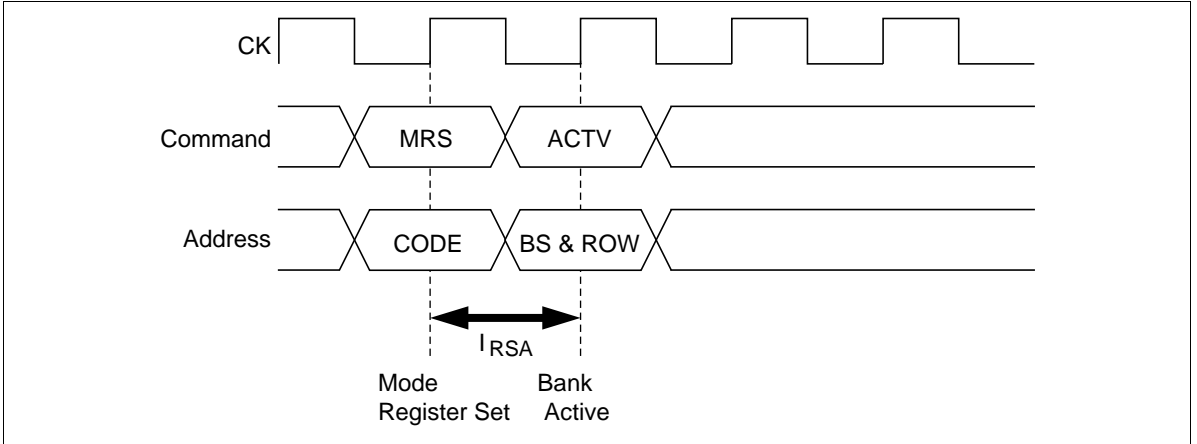 CK
Command MRS ACTV
Address CODE BS & ROW
I RSA
Mode Bank
Register Set Active